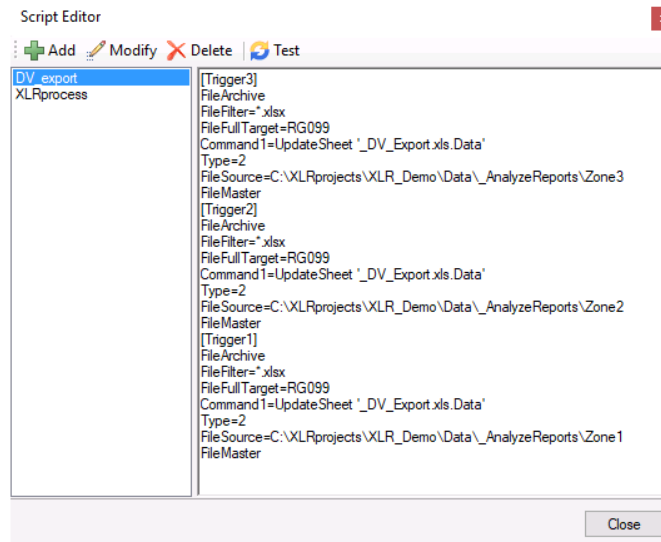 Script Editor
Add Modify Delete Test
DV_export
XLRprocess
[Trigger3]
FileArchive
FileFilter=*.xlsx
FileFullTarget=RG099
Command1=UpdateSheet '_DV_Export.xls.Data'
Type=2
FileSource=C:\XLRprojects\XLR_Demo\Data\_AnalyzeReports\Zone3
FileMaster
[Trigger2]
FileArchive
FileFilter=*.xlsx
FileFullTarget=RG099
Command1=UpdateSheet '_DV_Export.xls.Data'
Type=2
FileSource=C:\XLRprojects\XLR_Demo\Data\_AnalyzeReports\Zone2
FileMaster
[Trigger1]
FileArchive
FileFilter=*.xlsx
FileFullTarget=RG099
Command1=UpdateSheet '_DV_Export.xls.Data'
Type=2
FileSource=C:\XLRprojects\XLR_Demo\Data\_AnalyzeReports\Zone1
FileMaster
Close